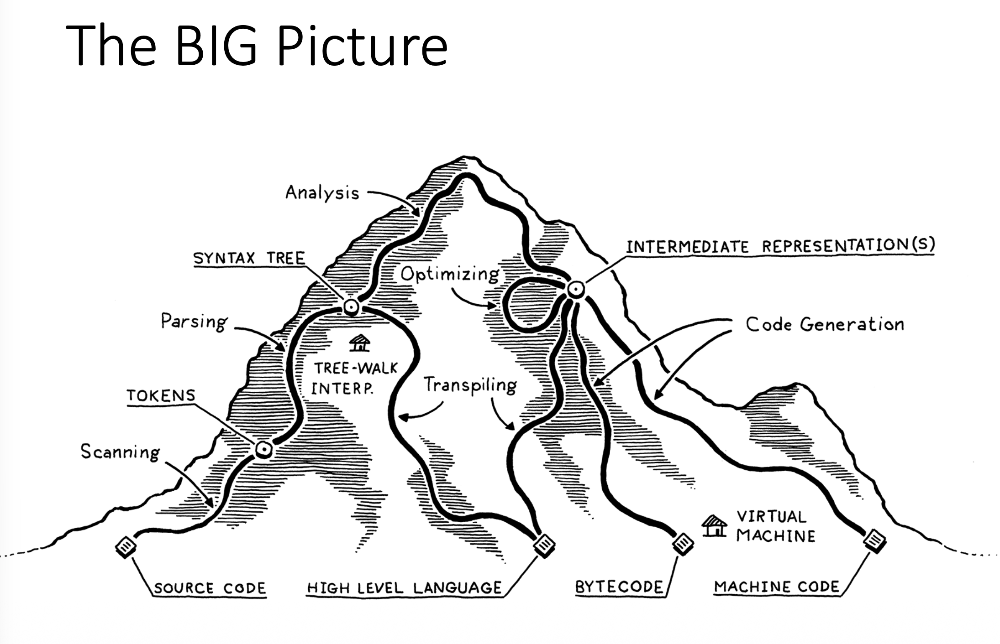 The BIG Picture
Analysis
INTERMEDIATE REPRESENTATION(S)
SYNTAX TREE
Optimizing
Parsing
Code Generation
TREE-WALK
INTERP.
Transpiling
TOKENS
Scanning
VIRTUAL
MACHINE
SOURCE CODE
HIGH LEVEL LANGUAGE
BYTECODE
MACHINE CODE